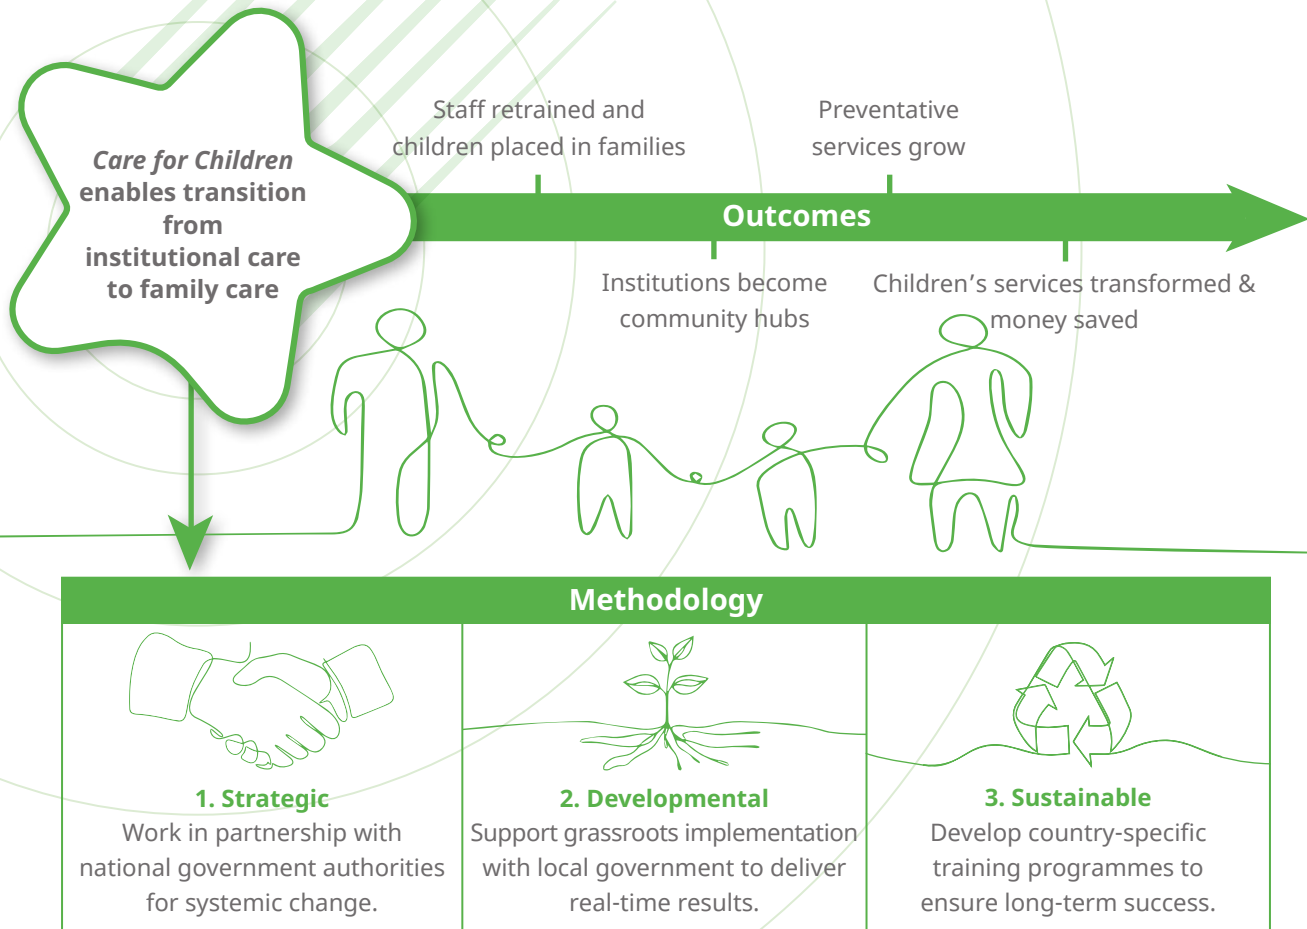 Care for Children
enables transition
from
institutional care
to family care
Staff retrained and
children placed in families
Preventative
services grow
Outcomes
Institutions become
community hubs
Children’s services transformed &
money saved
Methodology
1. Strategic
Work in partnership with
national government authorities
for systemic change.
2. Developmental
Support grassroots implementation
with local government to deliver
real-time results.
3. Sustainable
Develop country-specific
training programmes to
ensure long-term success.